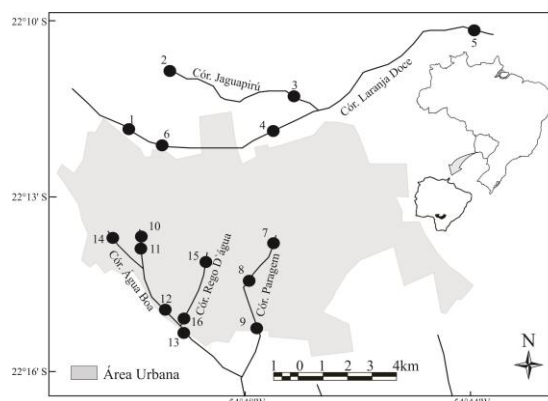 22°10' S
5
2
Cór. Jaguapirú
3
Cór. Laranja Doce
1
6
4
22°13' S
14
10
11
15
7
8
Cór. Água Boa
Cór. Rego D`água
Cór. Paragem
12
16
13
9
22°16' S
Área Urbana
1 0 1 2 3 4km
N